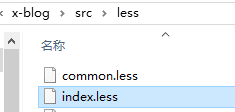 x-blog > src > less
名称
common.less
index.less